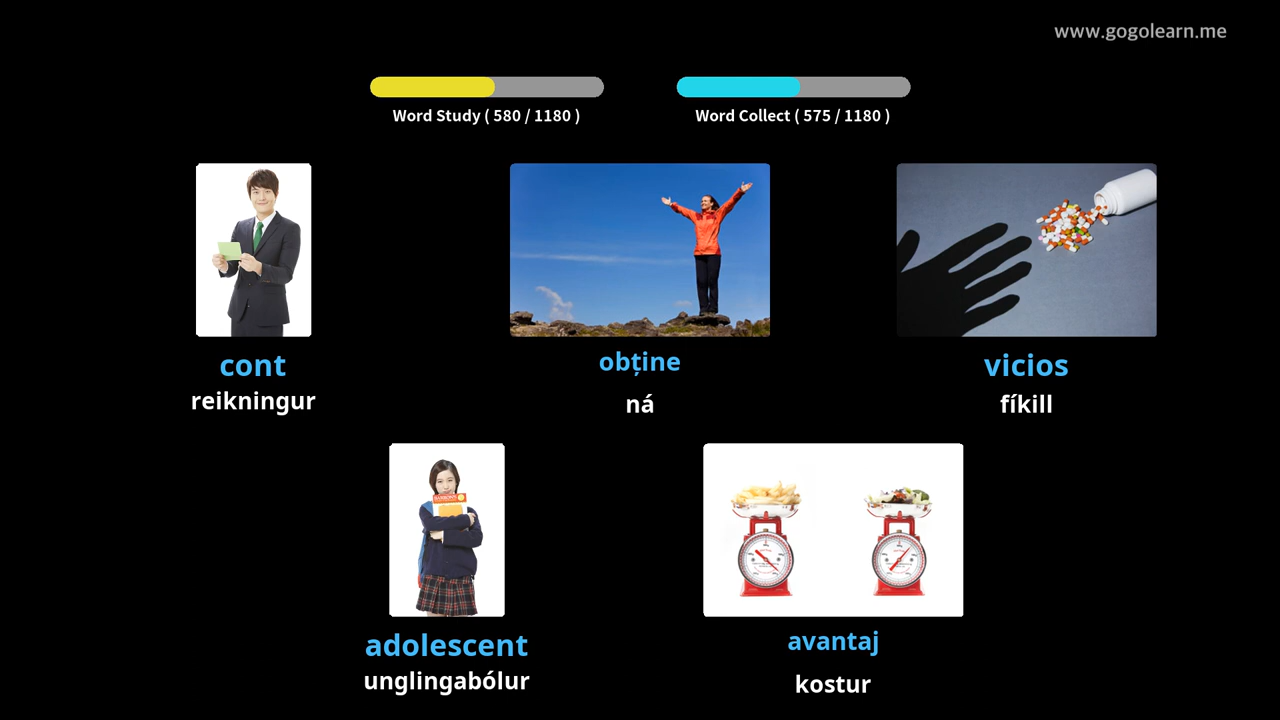 www.gogolearn.me
Word Study ( 580 / 1180 )
Word Collect ( 575 / 1180 )
cont
reikningur
obține
ná
vicios
fíkill
adolescent
unglingabólur
avantaj
kostur